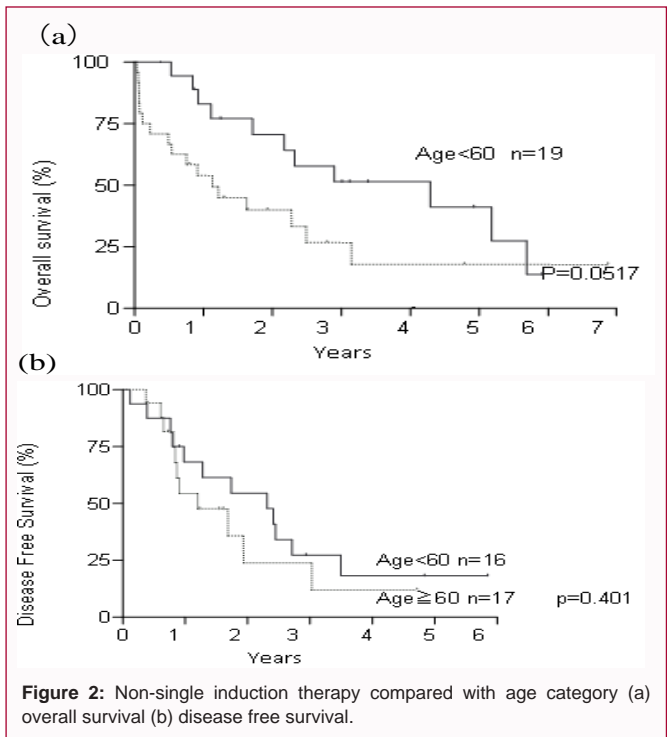 (a)
100
75
50
25
0
Overall survival (%)
Age<60 n=19
P=0.0517
0 1 2 3 4 5 6 7
Years
(b)
100
75
50
25
Disease Free Survival (%)
Age<60 n=16
Age≧60 n=17 p=0.401
0 1 2 3 4 5 6
Years
Figure 2: Non-single induction therapy compared with age category (a)
overall survival (b) disease free survival.